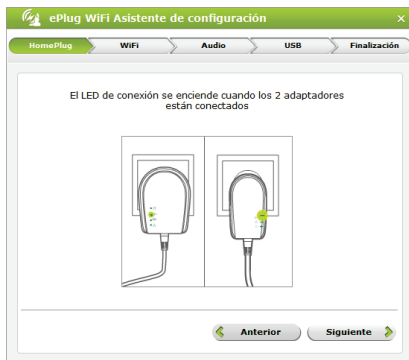 ePlug WiFi Asistente de configuración
HomePlug WiFi Audio USB Finalización
El LED de conexión se enciende cuando los 2 adaptadores
están conectados
Anterior Siguiente